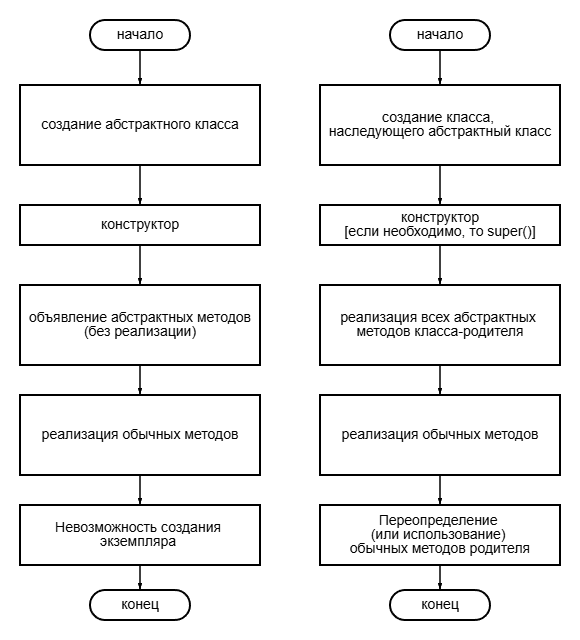 начало
создание абстрактного класса
конструктор
объявление абстрактных методов
(без реализации)
реализация обычных методов
Невозможность создания
экземпляра
конец
начало
создание класса,
наследующего абстрактный класс
конструктор
[если необходимо, то super()]
реализация всех абстрактных
методов класса-родителя
реализация обычных методов
Переопределение
(или использование)
обычных методов родителя
конец